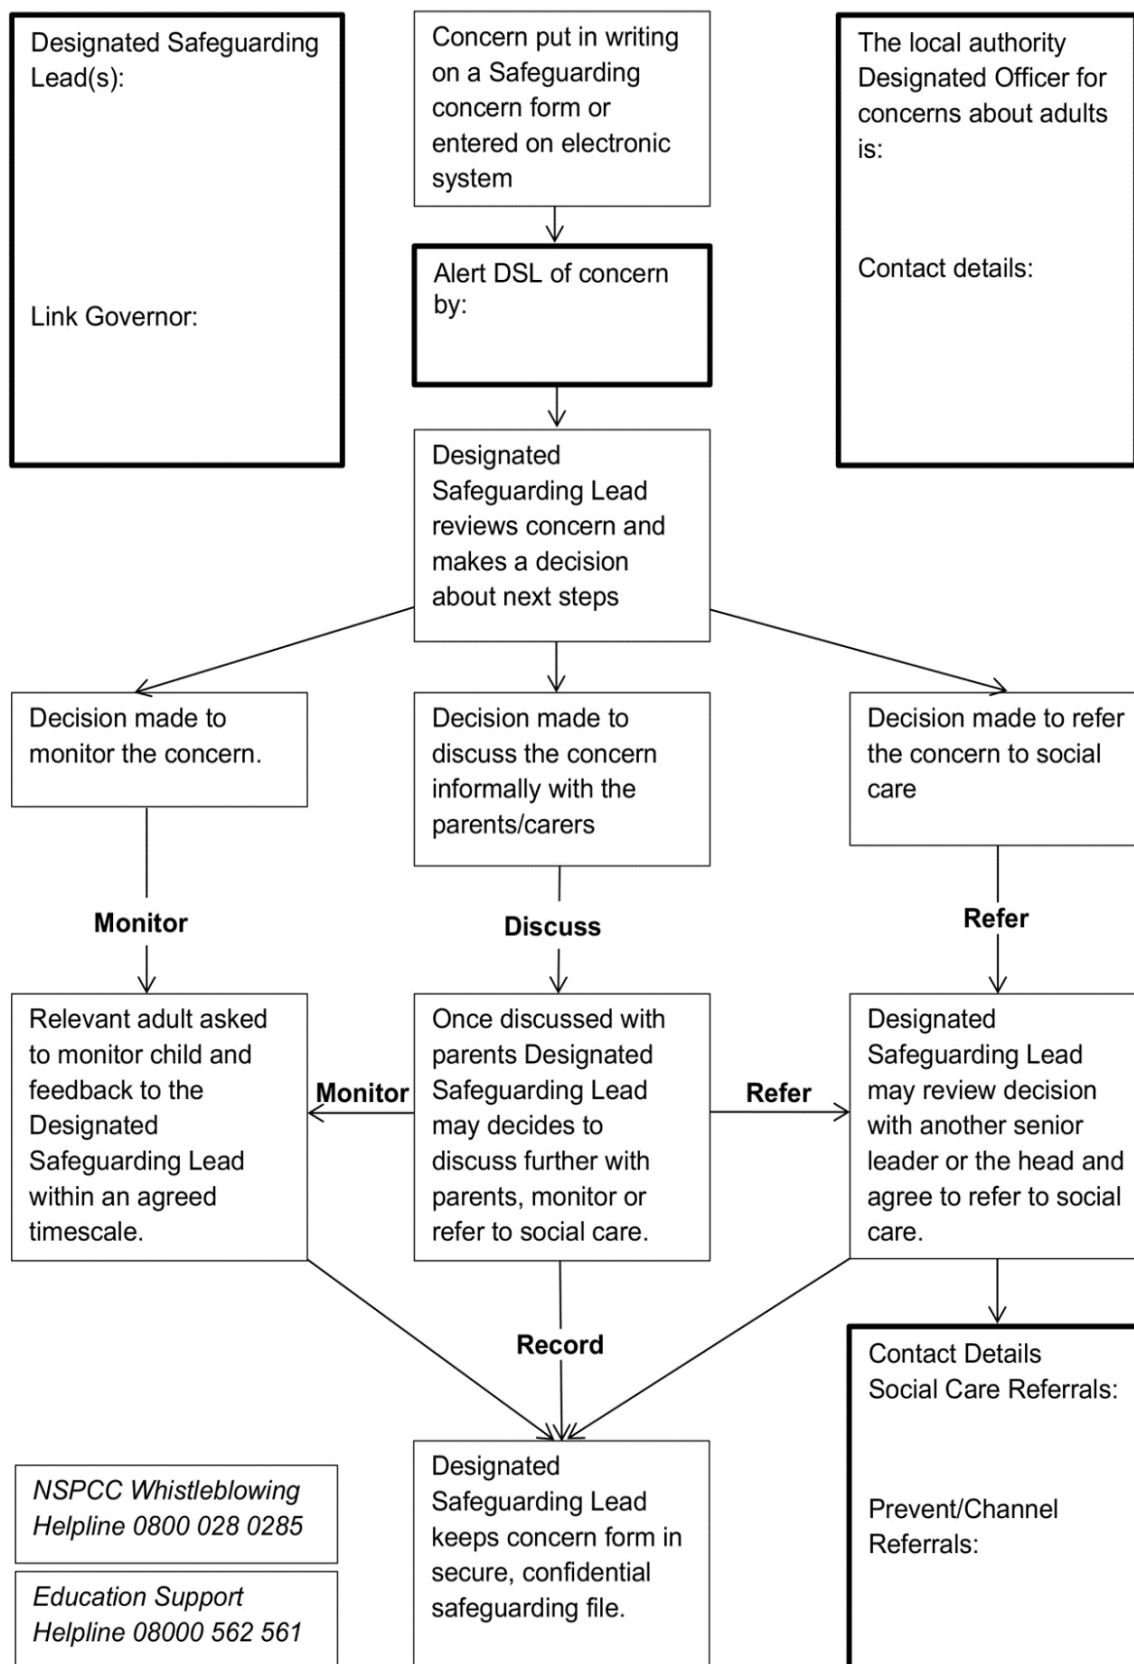 Designated Safeguarding
Lead(s):
Link Governor:
Concern put in writing
on a Safeguarding
concern form or
entered on electronic
system
The local authority
Designated Officer for
concerns about adults
is:
Contact details:
Alert DSL of concern
by:
Designated
Safeguarding Lead
reviews concern and
makes a decision
about next steps
Decision made to
monitor the concern.
Decision made to
discuss the concern
informally with the
parents/carers
Decision made to refer
the concern to social
care
Monitor
Discuss
Refer
Relevant adult asked
to monitor child and
feedback to the
Designated
Safeguarding Lead
within an agreed
timescale.
Monitor
Once discussed with
parents Designated
Safeguarding Lead
may decides to
discuss further with
parents, monitor or
refer to social care.
Refer
Designated
Safeguarding Lead
may review decision
with another senior
leader or the head and
agree to refer to social
care.
Record
Contact Details
Social Care Referrals:
Prevent/Channel
Referrals:
Designated
Safeguarding Lead
keeps concern form in
secure, confidential
safeguarding file.
NSPCC Whistleblowing
Helpline 0800 028 0285
Education Support
Helpline 08000 562 561